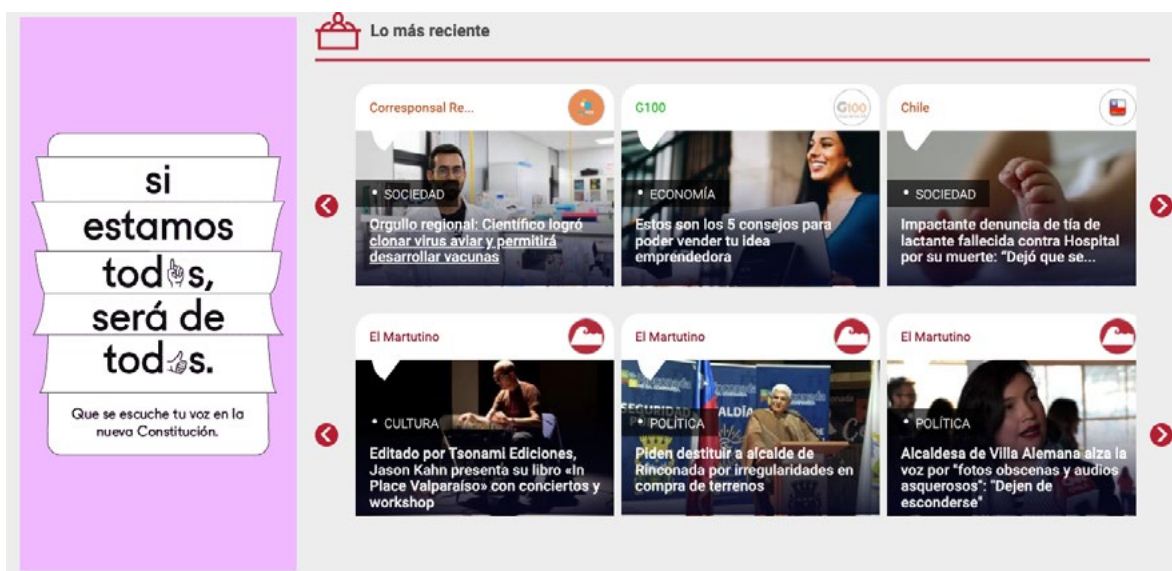 si
estamos
tod s,
será de
tod s.
Que se escuche tu voz en la
nueva Constitución.
Lo más reciente
Corresponsal Re...
• SOCIEDAD
Orgullo regional: Científico logró
clonar virus aviar y permitirá
desarrollar vacunas
G100
G100
• ECONOMÍA
Estos son los 5 consejos para
poder vender tu idea
emprendedora
Chile
• SOCIEDAD
Impactante denuncia de tía de
lactante fallecida contra Hospital
por su muerte: “Dejó que se...
El Martutino
• CULTURA
Editado por Tsonami Ediciones,
Jason Kahn presenta su libro «In
Place Valparaíso» con conciertos y
workshop
El Martutino
SEGURIDAD
• POLÍTICA
Piden destituir a alcalde de
Rinconada por irregularidades en
compra de terrenos
El Martutino
• POLÍTICA
Alcaldesa de Villa Alemana alza la
voz por "fotos obscenas y audios
asquerosos": "Dejen de
esconderse"